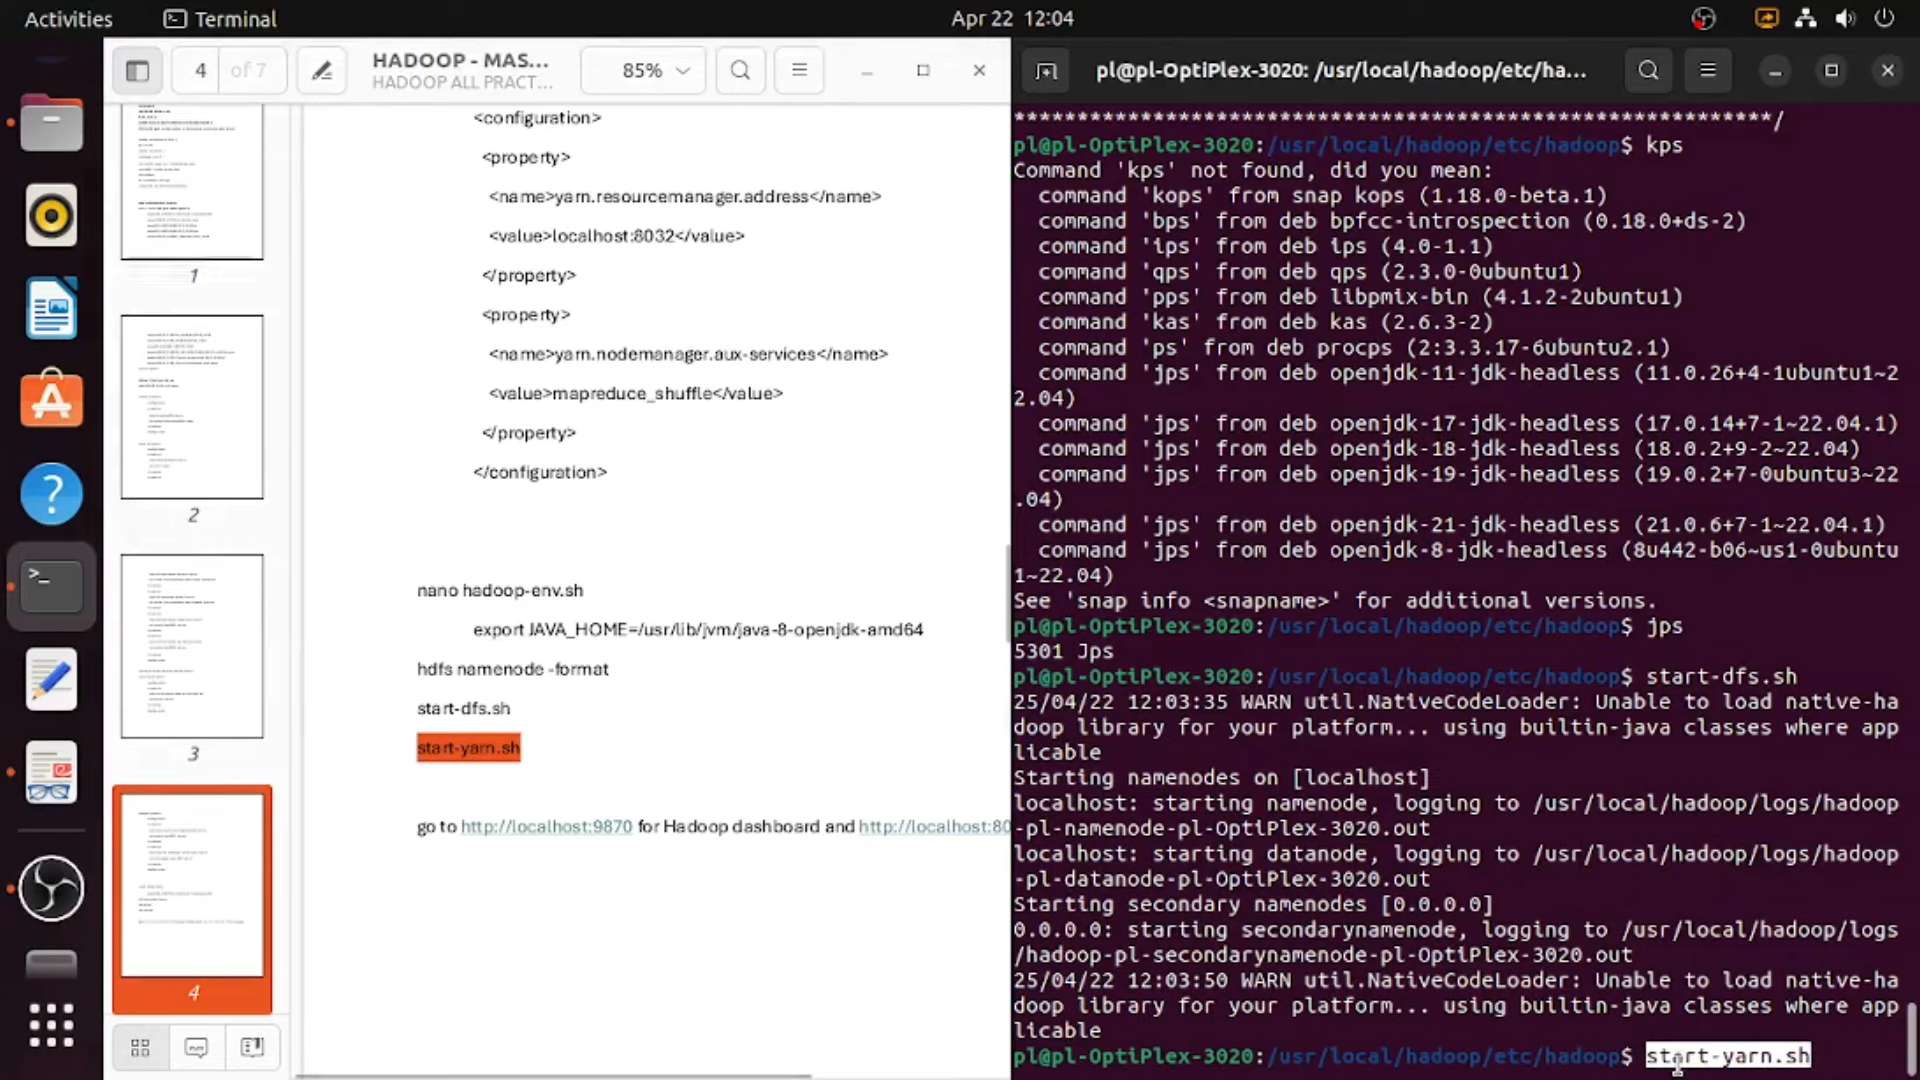 Activities
Terminal
Apr 22 12:04
4 of 7
HADOOP - MAS...
HADOOP ALL PRACT...
85%
<configuration>
<property>
<name>yarn.resourcemanager.address</name>
<value>localhost:8032</value>
</property>
<property>
<name>yarn.nodemanager.aux-services</name>
<value>mapreduce_shuffle</value>
</property>
</configuration>
nano hadoop-env.sh
export JAVA_HOME=/usr/lib/jvm/java-8-openjdk-amd64
hdfs namenode -format
start-dfs.sh
start-yarn.sh
go to http://localhost:9870 for Hadoop dashboard and http://localhost:80
1
2
3
4
pl@pl-OptiPlex-3020: /usr/local/hadoop/etc/ha...
************************************************************/
pl@pl-OptiPlex-3020:/usr/local/hadoop/etc/hadoop$ kps
Command 'kps' not found, did you mean:
command 'kops' from snap kops (1.18.0-beta.1)
command 'bps' from deb bpfcc-introspection (0.18.0+ds-2)
command 'ips' from deb ips (4.0-1.1)
command 'qps' from deb qps (2.3.0-0ubuntu1)
command 'pps' from deb libpmix-bin (4.1.2-2ubuntu1)
command 'kas' from deb kas (2.6.3-2)
command 'ps' from deb procps (2:3.3.17-6ubuntu2.1)
command 'jps' from deb openjdk-11-jdk-headless (11.0.26+4-1ubuntu1~2
2.04)
command 'jps' from deb openjdk-17-jdk-headless (17.0.14+7-1~22.04.1)
command 'jps' from deb openjdk-18-jdk-headless (18.0.2+9-2~22.04)
command 'jps' from deb openjdk-19-jdk-headless (19.0.2+7-0ubuntu3~22
.04)
command 'jps' from deb openjdk-21-jdk-headless (21.0.6+7-1~22.04.1)
command 'jps' from deb openjdk-8-jdk-headless (8u442-b06~us1-0ubuntu
1~22.04)
See 'snap info <snapname>' for additional versions.
pl@pl-OptiPlex-3020:/usr/local/hadoop/etc/hadoop$ jps
5301 Jps
pl@pl-OptiPlex-3020:/usr/local/hadoop/etc/hadoop$ start-dfs.sh
25/04/22 12:03:35 WARN util.NativeCodeLoader: Unable to load native-ha
doop library for your platform... using builtin-java classes where app
licable
Starting namenodes on [localhost]
localhost: starting namenode, logging to /usr/local/hadoop/logs/hadoop
-pl-namenode-pl-OptiPlex-3020.out
localhost: starting datanode, logging to /usr/local/hadoop/logs/hadoop
-pl-datanode-pl-OptiPlex-3020.out
Starting secondary namenodes [0.0.0.0]
0.0.0.0: starting secondarynamenode, logging to /usr/local/hadoop/logs
/hadoop-pl-secondarynamenode-pl-OptiPlex-3020.out
25/04/22 12:03:50 WARN util.NativeCodeLoader: Unable to load native-ha
doop library for your platform... using builtin-java classes where app
licable
pl@pl-OptiPlex-3020:/usr/local/hadoop/etc/hadoop$ start-yarn.sh